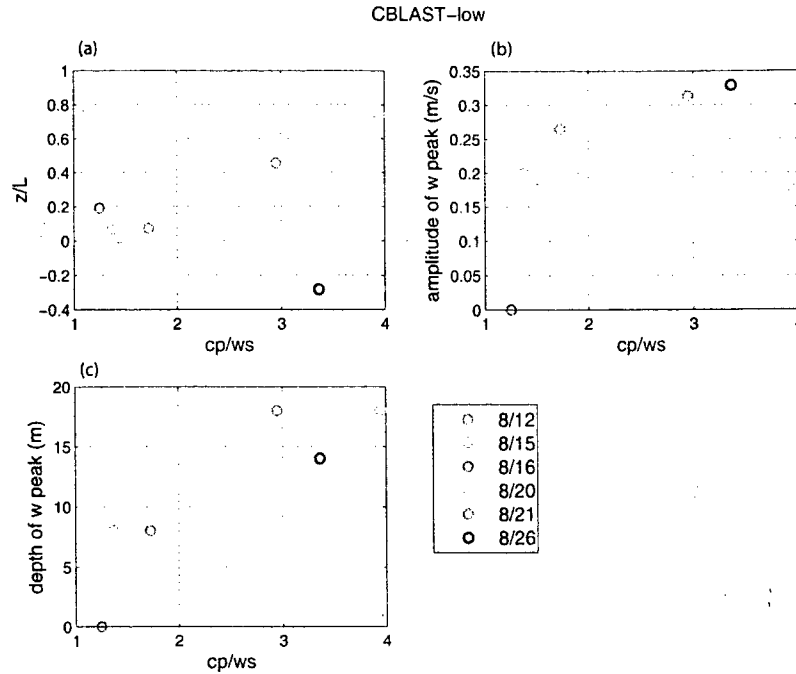 CBLAST-low
(a)
1
0.8
0.6
0.4
0.2
0
-0.2
-0.4
z/L
1 2 3 4
cp/ws
(b)
0.35
0.3
0.25
0.2
0.15
0.1
0.05
0
amplitude of w peak (m/s)
1 2 3 4
cp/ws
(c)
20
15
10
5
0
depth of w peak (m)
1 2 3 4
cp/ws
8/12
8/15
8/16
8/20
8/21
8/26